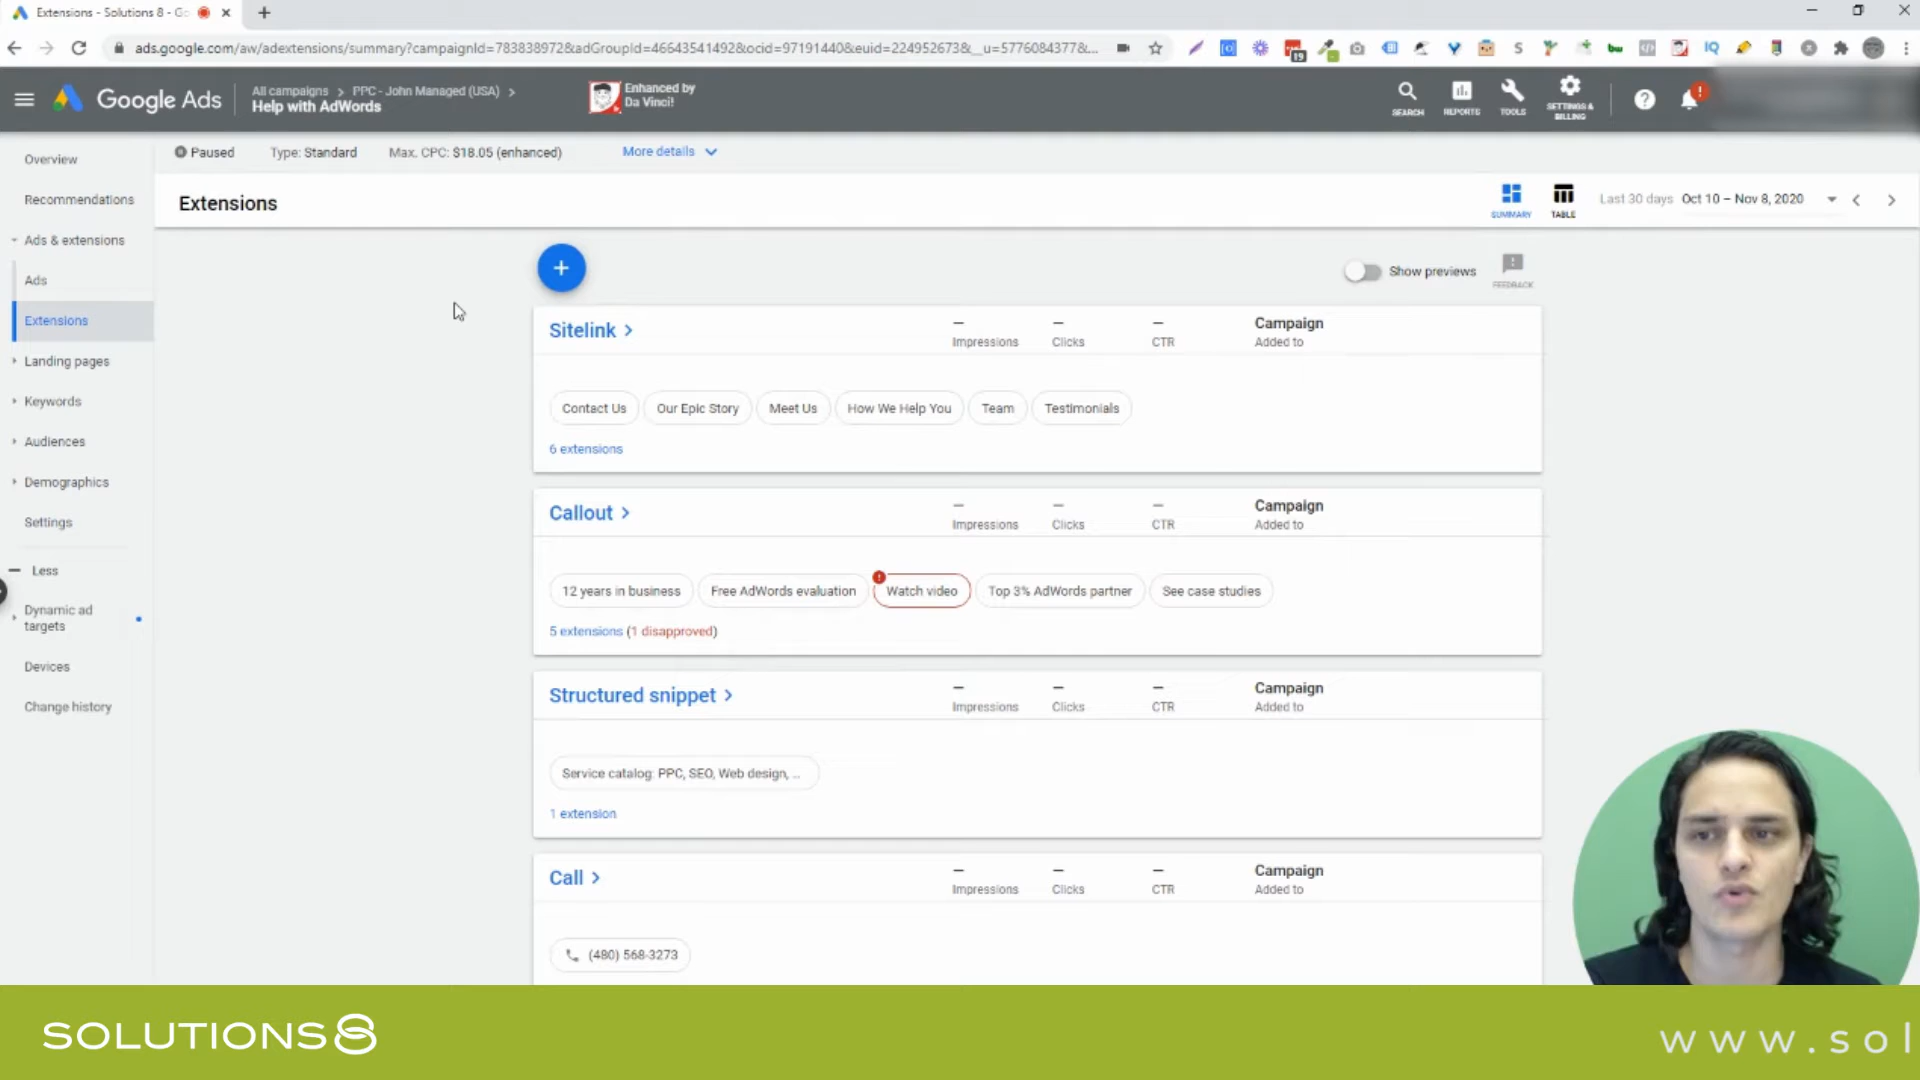 Extensions - Solutions 8 - Go
ads.google.com/aw/adextensions/summary?campaignId=783838972&adGroupId=46643541492&ocid=97191440&euid=224952673&__u=5776084377&...
Google Ads
All campaigns > PPC - John Managed (USA) >
Help with AdWords
Enhanced by
Da Vinci!
SEARCH
REPORTS
TOOLS
SETTINGS &
BILLING
Paused
Type: Standard
Max. CPC: $18.05 (enhanced)
More details
Overview
Recommendations
Ads & extensions
Ads
Extensions
Landing pages
Keywords
Audiences
Demographics
Settings
Less
Dynamic ad
targets
Devices
Change history
Extensions
SUMMARY
TABLE
Last 30 days Oct 10 – Nov 8, 2020
+
Show previews
FEEDBACK
Sitelink >
— — — Campaign
Impressions Clicks CTR Added to
Contact Us Our Epic Story Meet Us How We Help You Team Testimonials
6 extensions
Callout >
— — — Campaign
Impressions Clicks CTR Added to
12 years in business Free AdWords evaluation Watch video Top 3% AdWords partner See case studies
5 extensions (1 disapproved)
Structured snippet >
— — — Campaign
Impressions Clicks CTR Added to
Service catalog: PPC, SEO, Web design, ...
1 extension
Call >
— — — Campaign
Impressions Clicks CTR Added to
(480) 568-3273
SOLUTIONS8
www.sol